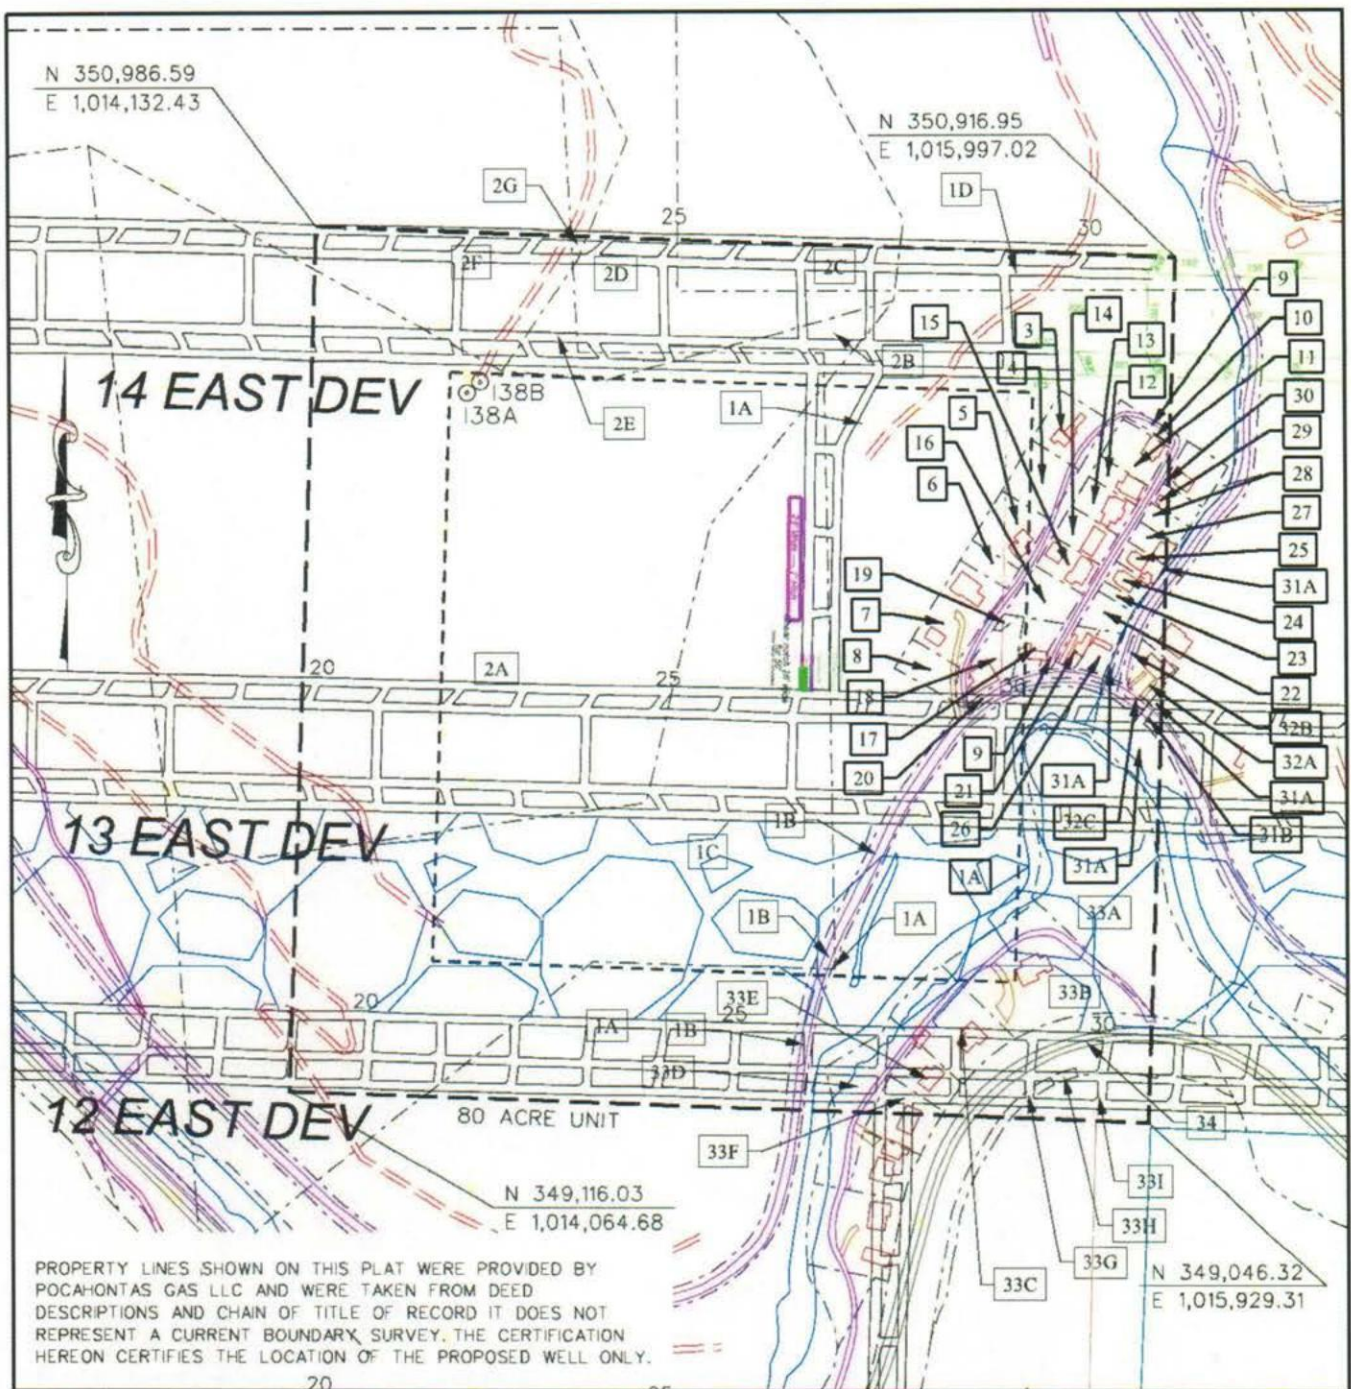 N 350,986.59
E 1,014,132.43
N 350,916.95
E 1,015,997.02
2G
1D
25
30
2F
2D
2C
9
10
11
30
29
28
27
25
31A
24
23
22
32B
32A
31A
31B
15
3
14
13
12
4
2B
5
16
6
14 EAST DEV
138B
138A
2E
1A
19
7
8
18
17
20
9
21
26
1A
31A
32C
31A
20
2A
25
1B
13 EAST DEV
1C
1B
1A
33A
33B
33E
20
25
30
1A
1B
33D
12 EAST DEV
80 ACRE UNIT
34
33F
33I
33H
33G
33C
N 349,116.03
E 1,014,064.68
N 349,046.32
E 1,015,929.31
PROPERTY LINES SHOWN ON THIS PLAT WERE PROVIDED BY
POCAHONTAS GAS LLC AND WERE TAKEN FROM DEED
DESCRIPTIONS AND CHAIN OF TITLE OF RECORD IT DOES NOT
REPRESENT A CURRENT BOUNDARY SURVEY. THE CERTIFICATION
HEREON CERTIFIES THE LOCATION OF THE PROPOSED WELL ONLY.
20